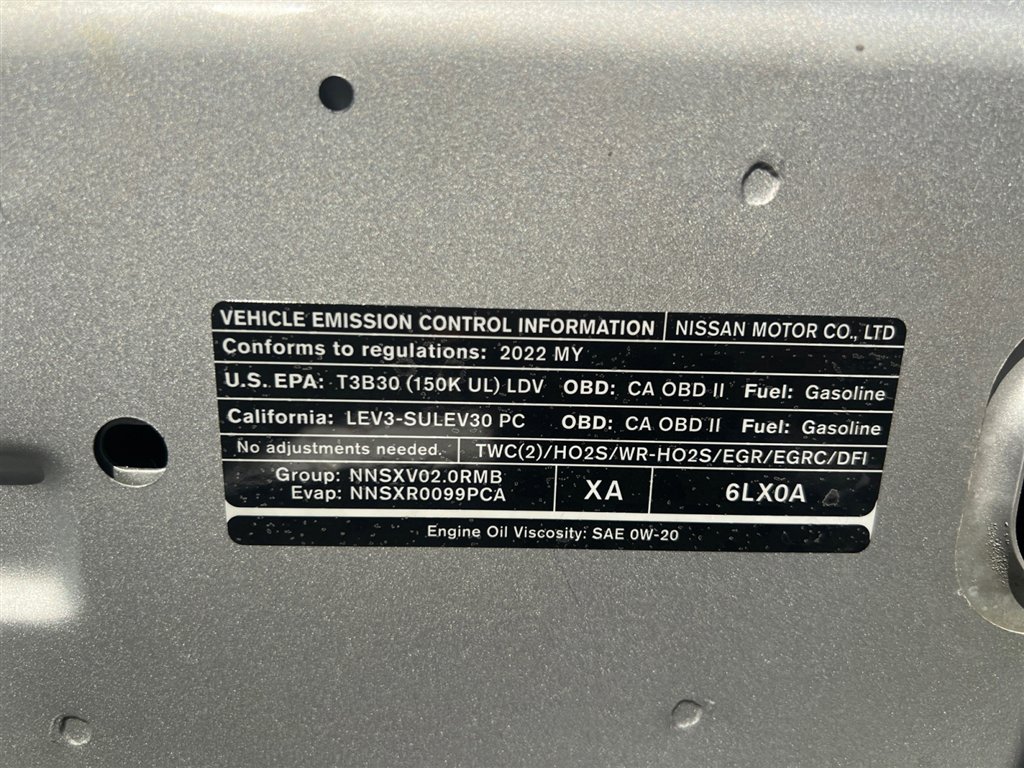 VEHICLE EMISSION CONTROL INFORMATION NISSAN MOTOR CO., LTD
Conforms to regulations: 2022 MY
U.S. EPA: T3B30 (150K UL) LDV OBD: CA OBD II Fuel: Gasoline
California: LEV3-SULEV30 PC OBD: CA OBD II Fuel: Gasoline
No adjustments needed. TWC(2)/HO2S/WR-HO2S/EGR/EGRC/DFI
Group: NNSXV02.0RMB
Evap: NNSXR0099PCA XA 6LX0A
Engine Oil Viscosity: SAE 0W-20